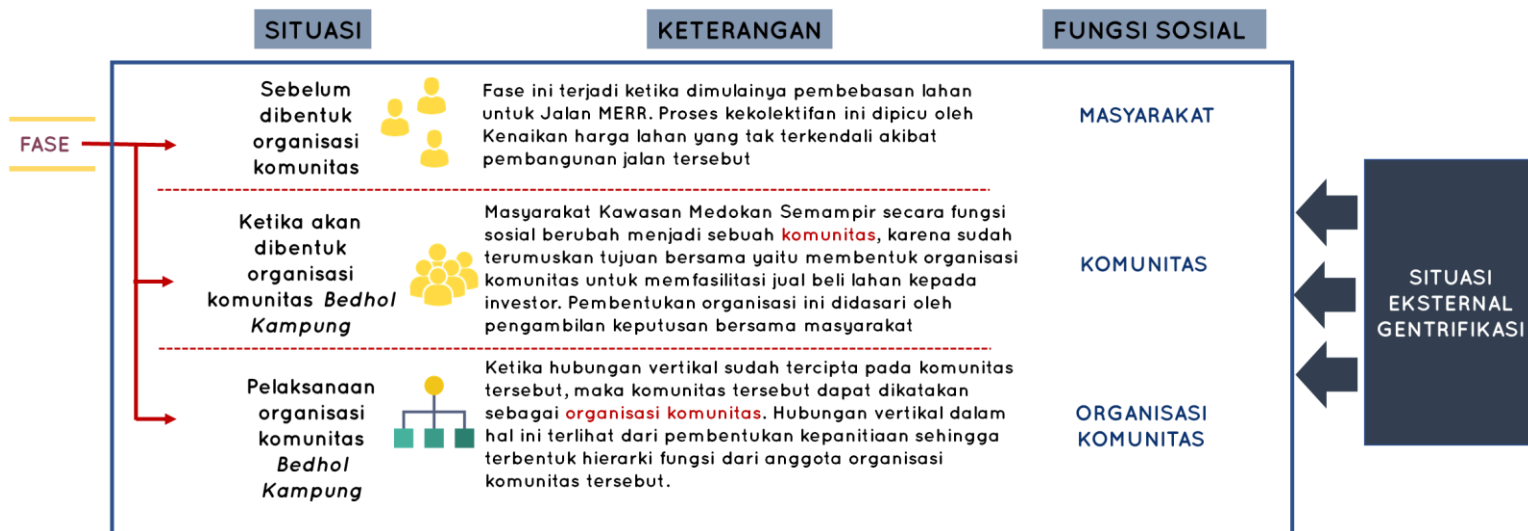 SITUASI
KETERANGAN
FUNGSI SOSIAL
FASE
Sebelum
dibentuk
organisasi
komunitas
Fase ini terjadi ketika dimulainya pembebasan lahan
untuk Jalan MERR. Proses kekolektifan ini dipicu oleh
Kenaikan harga lahan yang tak terkendali akibat
pembangunan jalan tersebut
MASYARAKAT
Ketika akan
dibentuk
organisasi
komunitas Bedhol
Kampung
Masyarakat Kawasan Medokan Semampir secara fungsi
sosial berubah menjadi sebuah komunitas, karena sudah
terumuskan tujuan bersama yaitu membentuk organisasi
komunitas untuk memfasilitasi jual beli lahan kepada
investor. Pembentukan organisasi ini didasari oleh
pengambilan keputusan bersama masyarakat
KOMUNITAS
Pelaksanaan
organisasi
komunitas
Bedhol
Kampung
Ketika hubungan vertikal sudah tercipta pada komunitas
tersebut, maka komunitas tersebut dapat dikatakan
sebagai organisasi komunitas. Hubungan vertikal dalam
hal ini terlihat dari pembentukan kepanitiaan sehingga
terbentuk hierarki fungsi dari anggota organisasi
komunitas tersebut.
ORGANISASI
KOMUNITAS
SITUASI
EKSTERNAL
GENTRIFIKASI